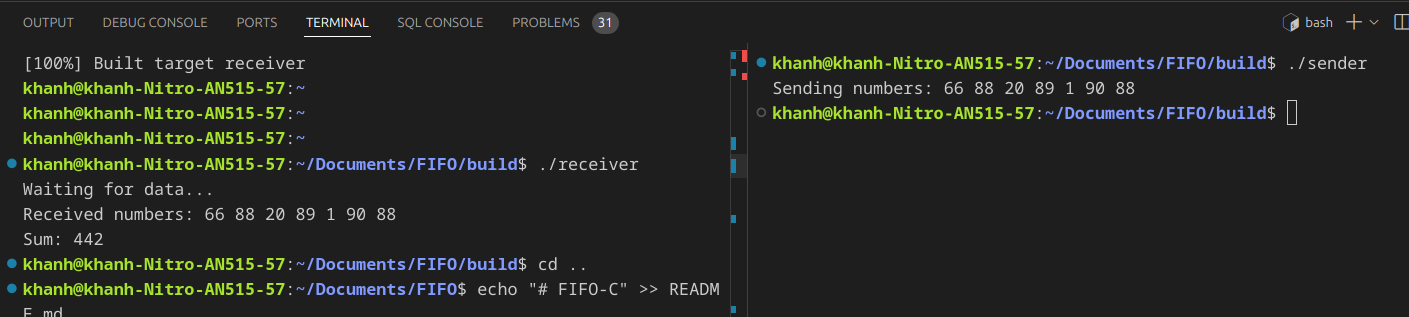 OUTPUT DEBUG CONSOLE PORTS TERMINAL SQL CONSOLE PROBLEMS 31 bash
[100%] Built target receiver
khanh@khanh-Nitro-AN515-57:~
khanh@khanh-Nitro-AN515-57:~
khanh@khanh-Nitro-AN515-57:~
khanh@khanh-Nitro-AN515-57:~/Documents/FIFO/build$ ./receiver
Waiting for data...
Received numbers: 66 88 20 89 1 90 88
Sum: 442
khanh@khanh-Nitro-AN515-57:~/Documents/FIFO/build$ cd ..
khanh@khanh-Nitro-AN515-57:~/Documents/FIFO$ echo "# FIFO-C" >> READM
E.md
khanh@khanh-Nitro-AN515-57:~/Documents/FIFO/build$ ./sender
Sending numbers: 66 88 20 89 1 90 88
khanh@khanh-Nitro-AN515-57:~/Documents/FIFO/build$